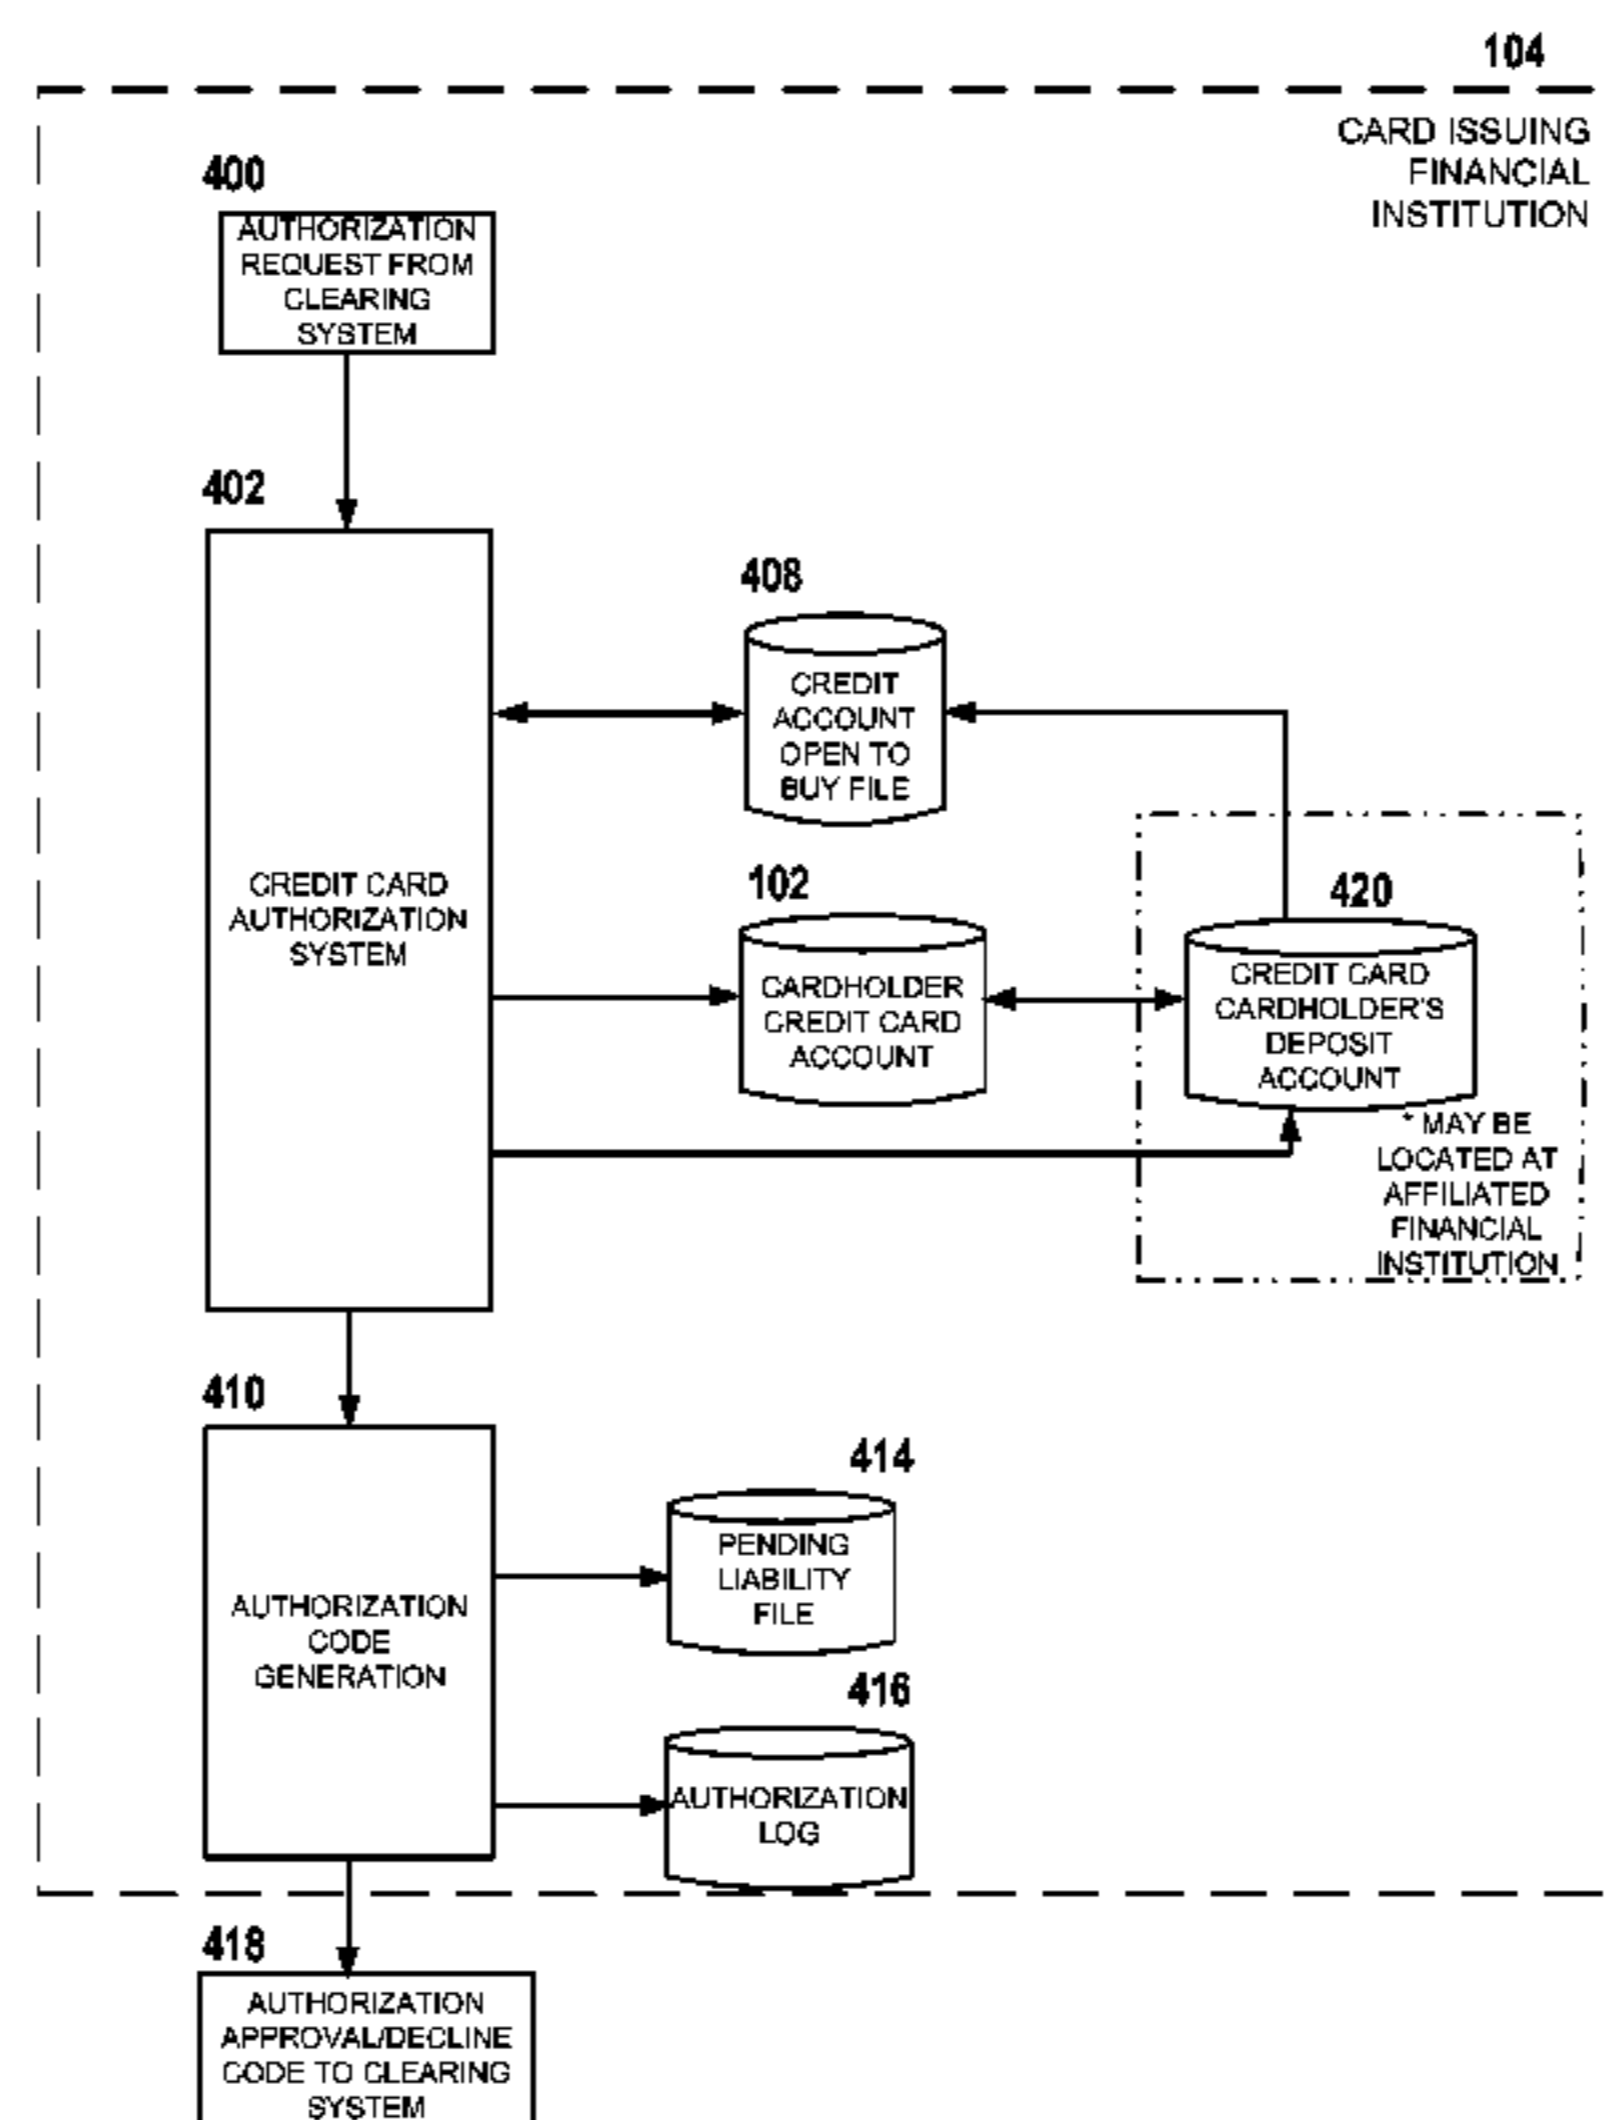 104
CARD ISSUING
FINANCIAL
INSTITUTION
400
AUTHORIZATION
REQUEST FROM
CLEARING
SYSTEM
402
CREDIT CARD
AUTHORIZATION
SYSTEM
408
CREDIT
ACCOUNT
OPEN TO
BUY FILE
102
CARDHOLDER
CREDIT CARD
ACCOUNT
420
CREDIT CARD
CARDHOLDER'S
DEPOSIT
ACCOUNT
* MAY BE
LOCATED AT
AFFILIATED
FINANCIAL
INSTITUTION
410
AUTHORIZATION
CODE
GENERATION
414
PENDING
LIABILITY
FILE
416
AUTHORIZATION
LOG
418
AUTHORIZATION
APPROVAL/DECLINE
CODE TO CLEARING
SYSTEM